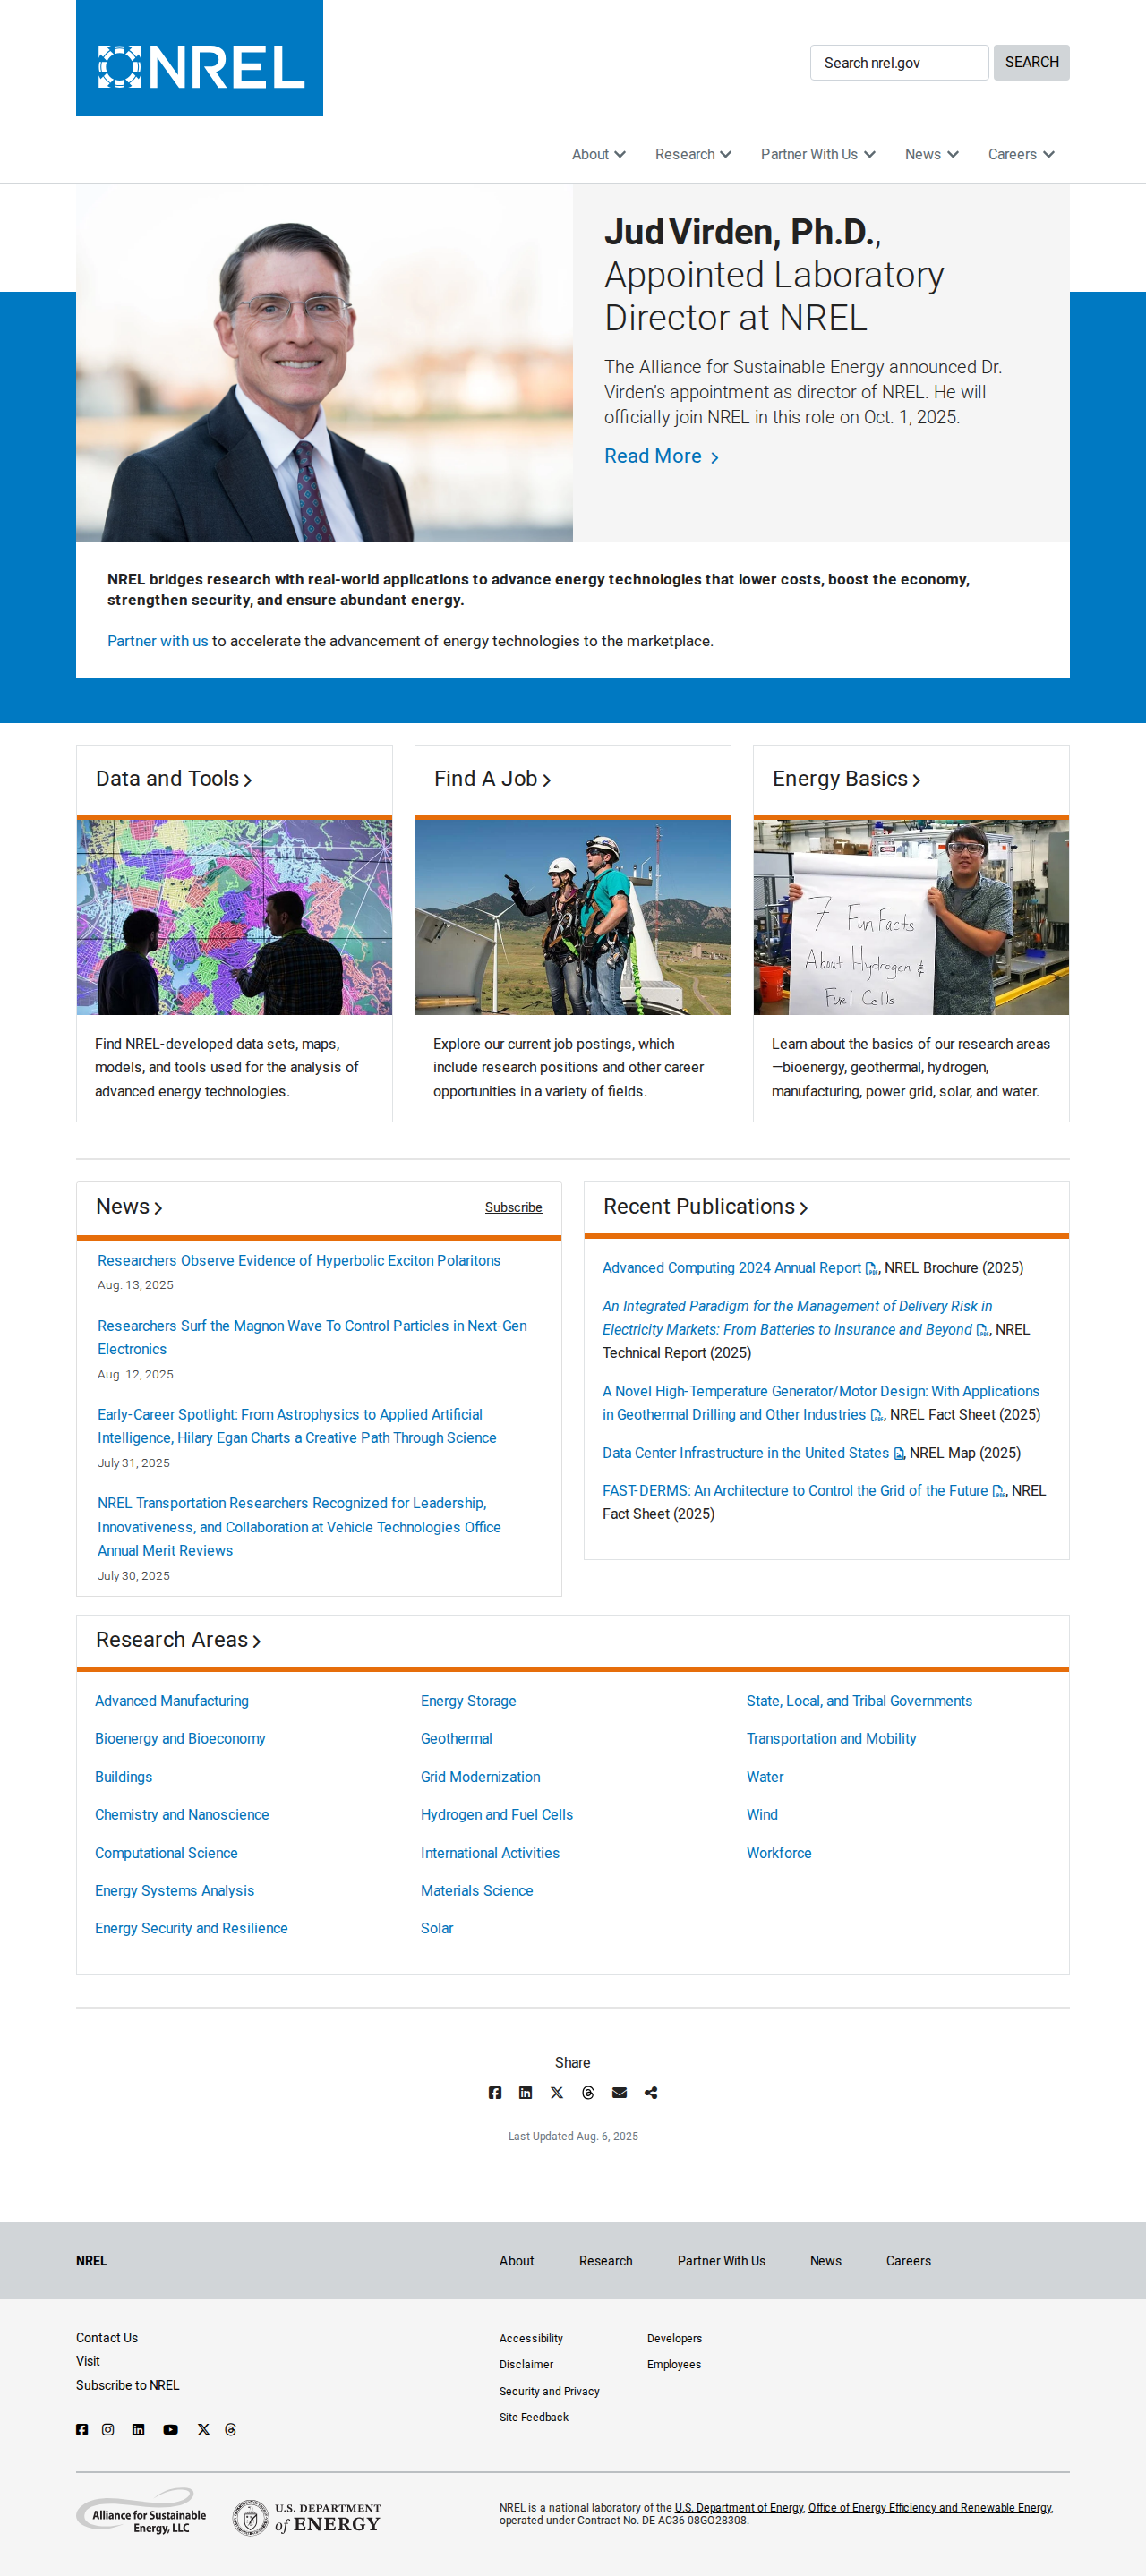 NREL
Search nrel.gov
SEARCH
About
Research
Partner With Us
News
Careers
Jud Virden, Ph.D.,
Appointed Laboratory
Director at NREL
The Alliance for Sustainable Energy announced Dr.
Virden's appointment as director of NREL. He will
officially join NREL in this role on Oct. 1, 2025.
Read More
NREL bridges research with real-world applications to advance energy technologies that lower costs, boost the economy,
strengthen security, and ensure abundant energy.
Partner with us to accelerate the advancement of energy technologies to the marketplace.
Data and Tools
Find NREL-developed data sets, maps,
models, and tools used for the analysis of
advanced energy technologies.
Find A Job
Explore our current job postings, which
include research positions and other career
opportunities in a variety of fields.
Energy Basics
7 Fun Facts
About Hydrogen &
Fuel Cells
Learn about the basics of our research areas
—bioenergy, geothermal, hydrogen,
manufacturing, power grid, solar, and water.
News
Subscribe
Researchers Observe Evidence of Hyperbolic Exciton Polaritons
Aug. 13, 2025
Researchers Surf the Magnon Wave To Control Particles in Next-Gen
Electronics
Aug. 12, 2025
Early-Career Spotlight: From Astrophysics to Applied Artificial
Intelligence, Hilary Egan Charts a Creative Path Through Science
July 31, 2025
NREL Transportation Researchers Recognized for Leadership,
Innovativeness, and Collaboration at Vehicle Technologies Office
Annual Merit Reviews
July 30, 2025
Recent Publications
Advanced Computing 2024 Annual Report , NREL Brochure (2025)
An Integrated Paradigm for the Management of Delivery Risk in
Electricity Markets: From Batteries to Insurance and Beyond , NREL
Technical Report (2025)
A Novel High-Temperature Generator/Motor Design: With Applications
in Geothermal Drilling and Other Industries , NREL Fact Sheet (2025)
Data Center Infrastructure in the United States , NREL Map (2025)
FAST-DERMS: An Architecture to Control the Grid of the Future , NREL
Fact Sheet (2025)
Research Areas
Advanced Manufacturing
Bioenergy and Bioeconomy
Buildings
Chemistry and Nanoscience
Computational Science
Energy Systems Analysis
Energy Security and Resilience
Energy Storage
Geothermal
Grid Modernization
Hydrogen and Fuel Cells
International Activities
Materials Science
Solar
State, Local, and Tribal Governments
Transportation and Mobility
Water
Wind
Workforce
Share
Last Updated Aug. 6, 2025
NREL
About
Research
Partner With Us
News
Careers
Contact Us
Visit
Subscribe to NREL
Accessibility
Disclaimer
Security and Privacy
Site Feedback
Developers
Employees
Alliance for Sustainable
Energy, LLC
U.S. DEPARTMENT
of ENERGY
NREL is a national laboratory of the U.S. Department of Energy, Office of Energy Efficiency and Renewable Energy,
operated under Contract No. DE-AC36-08GO28308.